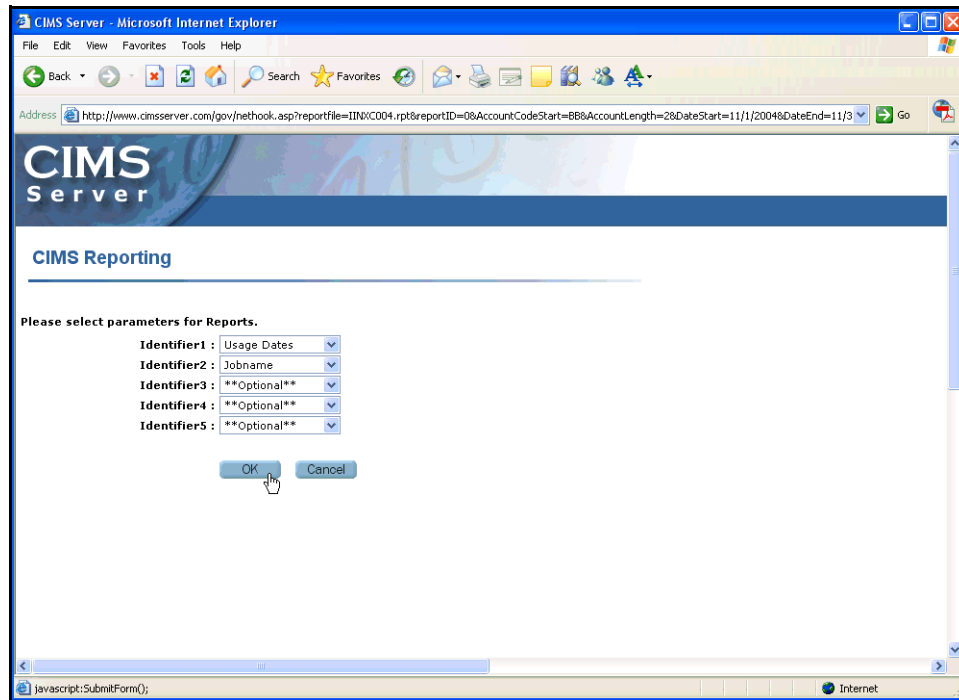 CIMS Server - Microsoft Internet Explorer
File Edit View Favorites Tools Help
Back Search Favorites
Address http://www.cimsserver.com/gov/nethook.asp?reportfile=IINXC004.rpt&reportID=0&AccountCodeStart=BB&AccountLength=2&DateStart=11/1/2004&DateEnd=11/3 Go
CIMS
Server
CIMS Reporting
Please select parameters for Reports.
Identifier1 : Usage Dates
Identifier2 : Jobname
Identifier3 : **Optional**
Identifier4 : **Optional**
Identifier5 : **Optional**
OK Cancel
javascript:SubmitForm(); Internet